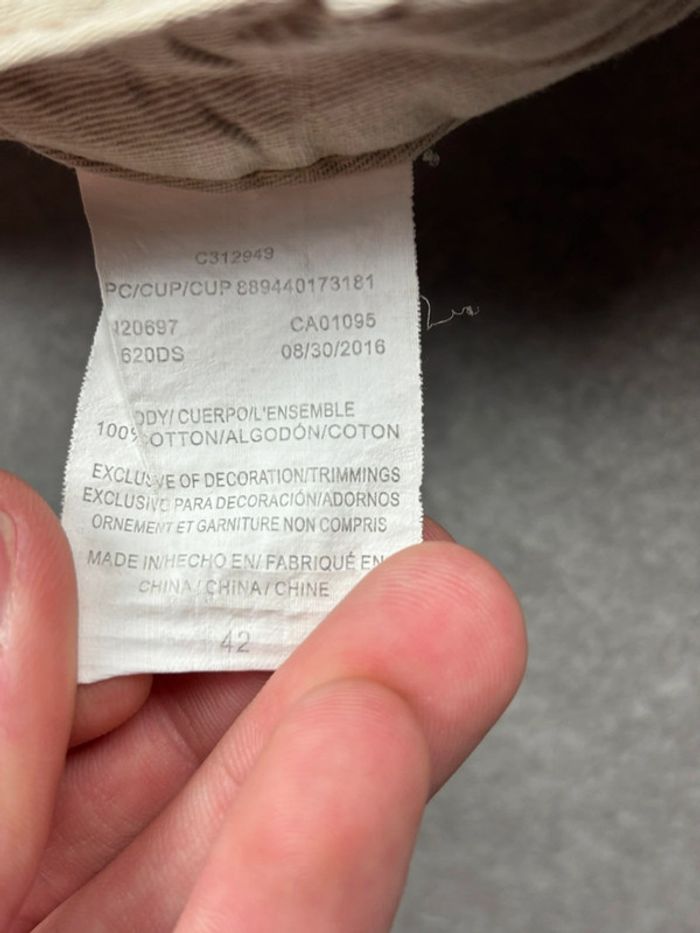 C312949
PC/CUP/CUP 889440173181
20697 CA01095
620DS 08/30/2016
ODY/ CUERPO/L'ENSEMBLE
100% COTTON/ALGODÓN/COTON
EXCLUSIVE OF DECORATION/TRIMMINGS
EXCLUSIVO PARA DECORACIÓN/ADORNOS
ORNEMENT ET GARNITURE NON COMPRIS
MADE IN/HECHO EN/ FABRIQUÉ EN
CHINA / CHINA / CHINE
42